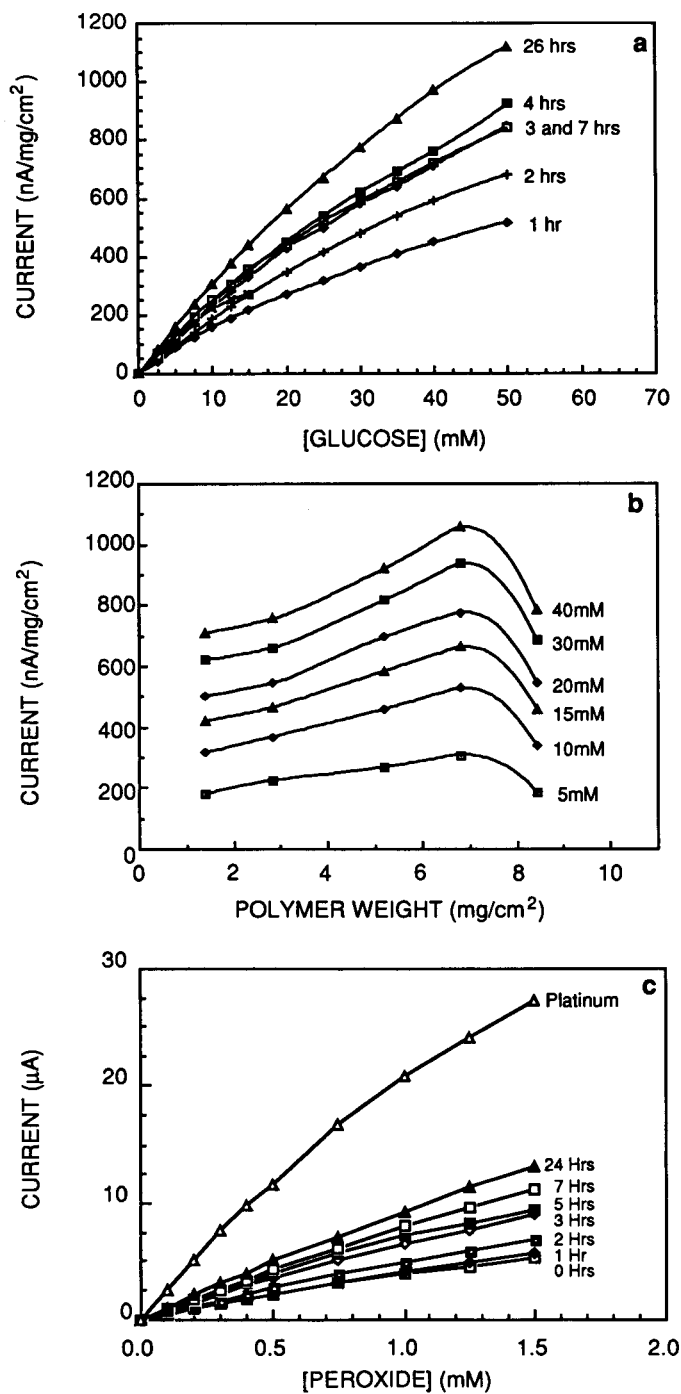 a
1200
1000
800
600
400
200
0
CURRENT (nA/mg/cm²)
26 hrs
4 hrs
3 and 7 hrs
2 hrs
1 hr
0 10 20 30 40 50 60 70
[GLUCOSE] (mM)
b
1200
1000
800
600
400
200
0
CURRENT (nA/mg/cm²)
40mM
30mM
20mM
15mM
10mM
5mM
0 2 4 6 8 10
POLYMER WEIGHT (mg/cm²)
c
30
20
10
0
CURRENT (μA)
Platinum
24 Hrs
7 Hrs
5 Hrs
3 Hrs
2 Hrs
1 Hr
0 Hrs
0.0 0.5 1.0 1.5 2.0
[PEROXIDE] (mM)